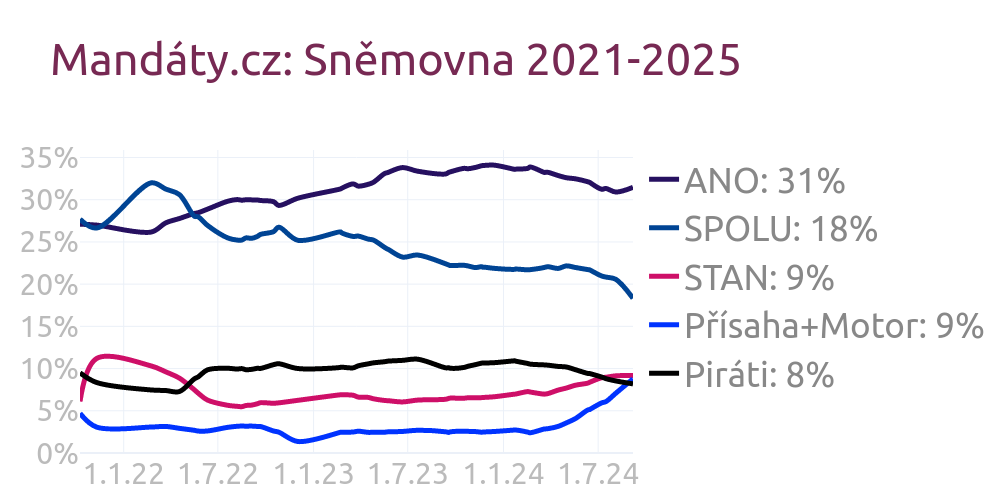 Mandáty.cz: Sněmovna 2021-2025
35%
30%
25%
20%
15%
10%
5%
0%
1.1.22 1.7.22 1.1.23 1.7.23 1.1.24 1.7.24
ANO: 31%
SPOLU: 18%
STAN: 9%
Přísaha+Motor: 9%
Piráti: 8%